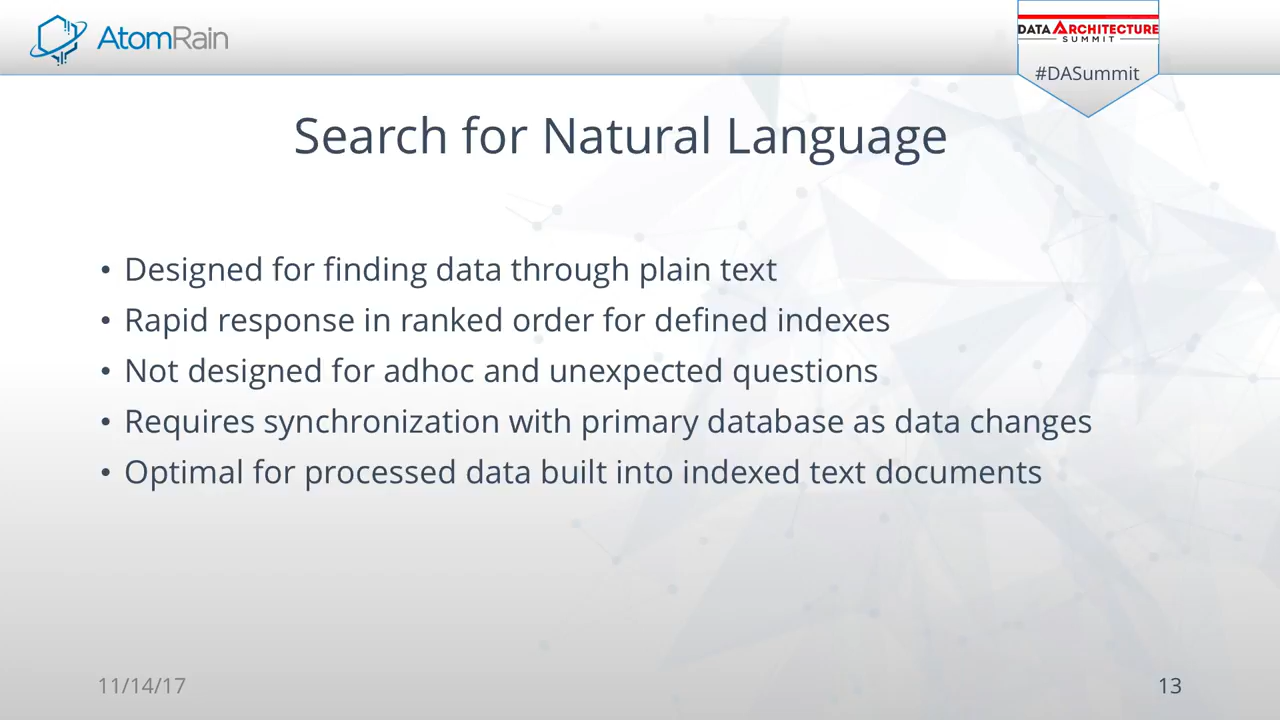 AtomRain
DATA ARCHITECTURE
SUMMIT
#DASummit
Search for Natural Language
• Designed for finding data through plain text
• Rapid response in ranked order for defined indexes
• Not designed for adhoc and unexpected questions
• Requires synchronization with primary database as data changes
• Optimal for processed data built into indexed text documents
11/14/17
13